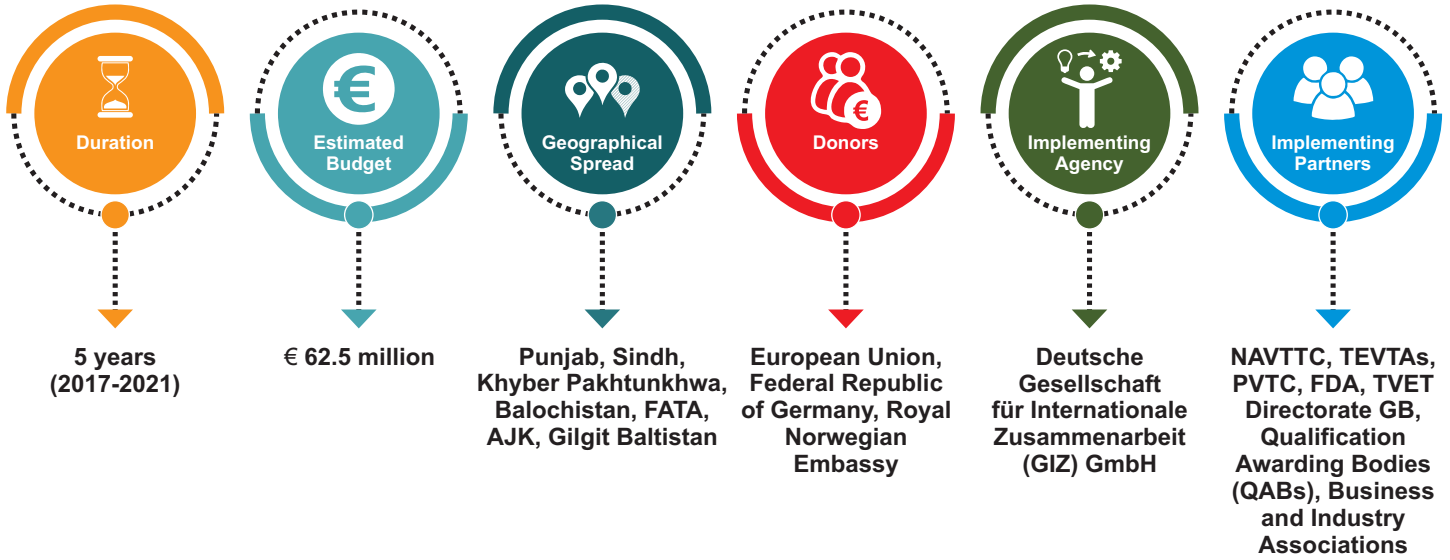 Duration
5 years
(2017-2021)
€
Estimated
Budget
€ 62.5 million
Geographical
Spread
Punjab, Sindh,
Khyber Pakhtunkhwa,
Balochistan, FATA,
AJK, Gilgit Baltistan
€
Donors
European Union,
Federal Republic
of Germany, Royal
Norwegian
Embassy
Implementing
Agency
Deutsche
Gesellschaft
für Internationale
Zusammenarbeit
(GIZ) GmbH
Implementing
Partners
NAVTTC, TEVTAs,
PVTC, FDA, TVET
Directorate GB,
Qualification
Awarding Bodies
(QABs), Business
and Industry
Associations